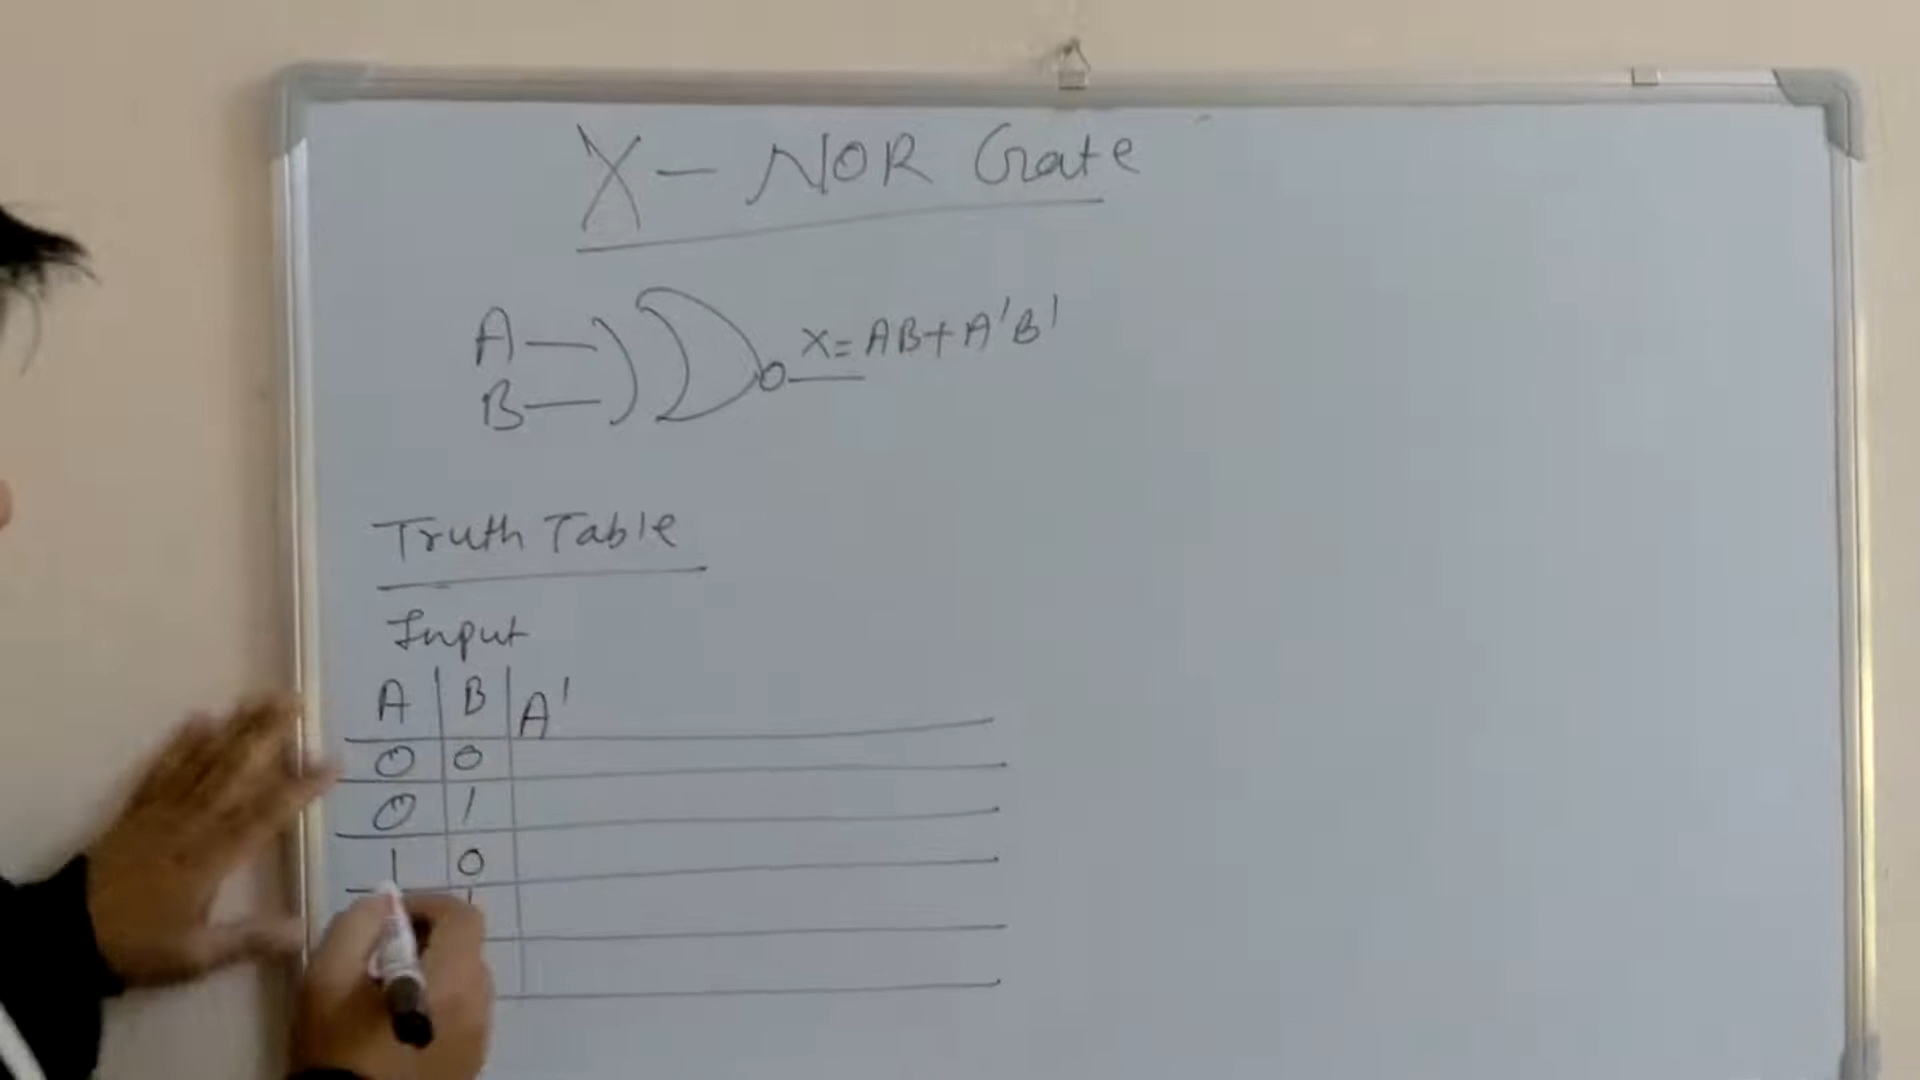 X - NOR Gate
A
X = AB + A'B'
B
Truth Table
Input
A B A'
0 0
0 1
1 0